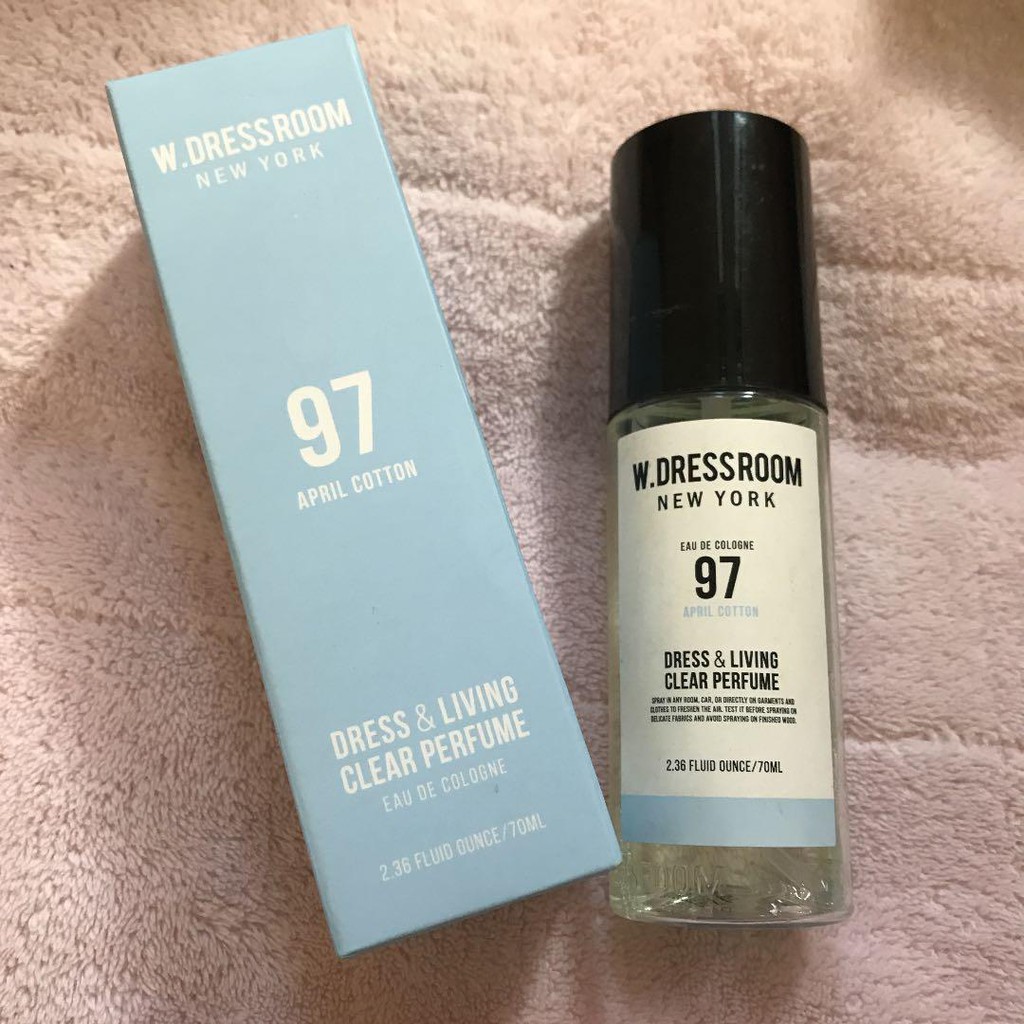 W.DRESSROOM
NEW YORK
97
APRIL COTTON
DRESS & LIVING
CLEAR PERFUME
EAU DE COLOGNE
2.36 FLUID OUNCE/70ML
W.DRESSROOM
NEW YORK
EAU DE COLOGNE
97
APRIL COTTON
DRESS & LIVING
CLEAR PERFUME
SPRAY IN ANY ROOM, CAR, OR DIRECTLY ON GARMENTS AND
CLOTHES TO FRESHEN THE AIR. TEST IT BEFORE SPRAYING ON
DELICATE FABRICS AND AVOID SPRAYING ON FINISHED WOOD.
2.36 FLUID OUNCE/70ML